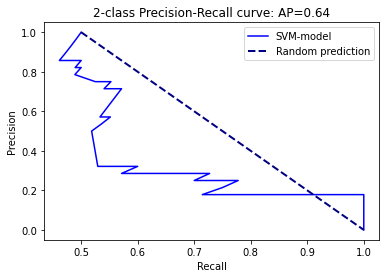 2-class Precision-Recall curve: AP=0.64
SVM-model
Random prediction
Precision
1.0
0.8
0.6
0.4
0.2
0.0
0.5 0.6 0.7 0.8 0.9 1.0
Recall